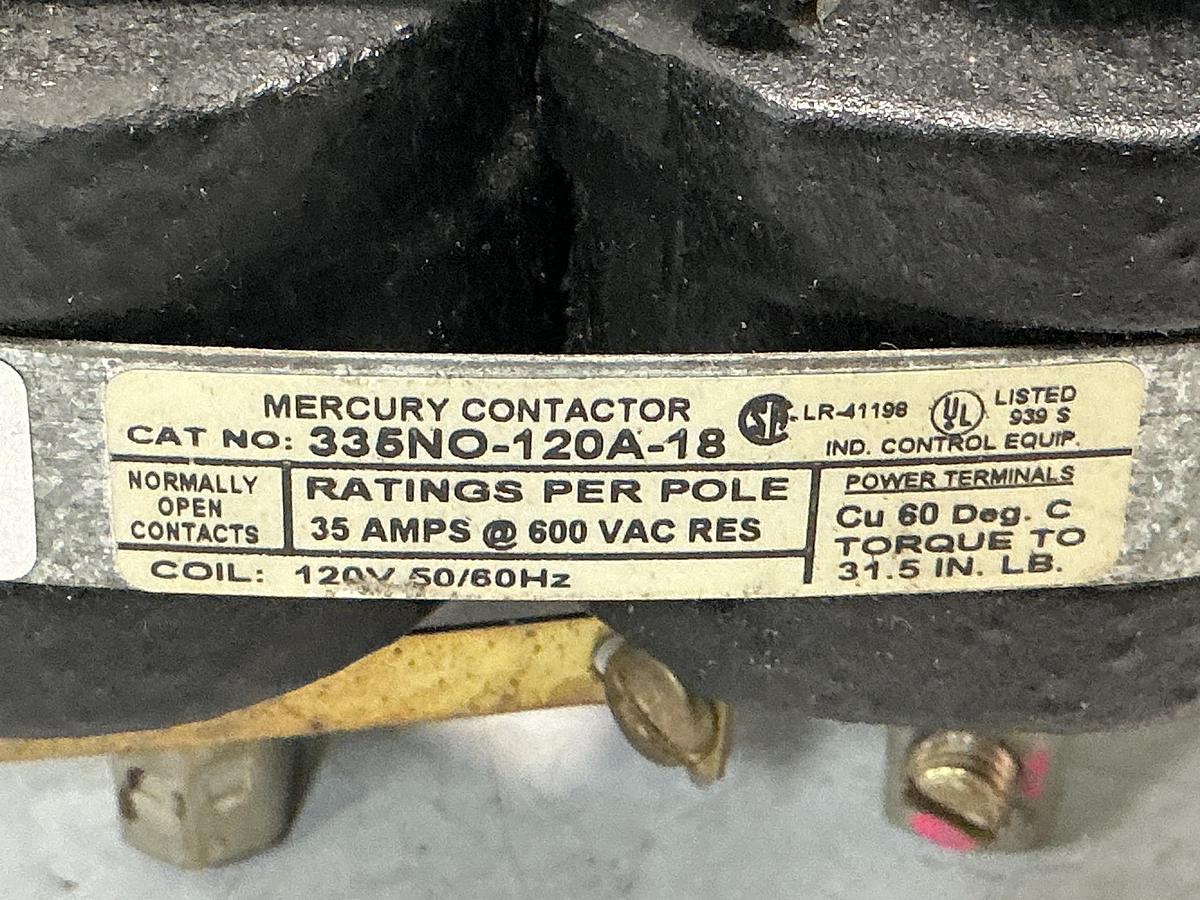 MERCURY CONTACTOR
CAT NO: 335NO-120A-18
SA LR-41198
UL LISTED
939 S
IND. CONTROL EQUIP.
NORMALLY
OPEN
CONTACTS
RATINGS PER POLE
35 AMPS @ 600 VAC RES
COIL: 120V 50/60Hz
POWER TERMINALS
Cu 60 Deg. C
TORQUE TO
31.5 IN. LB.